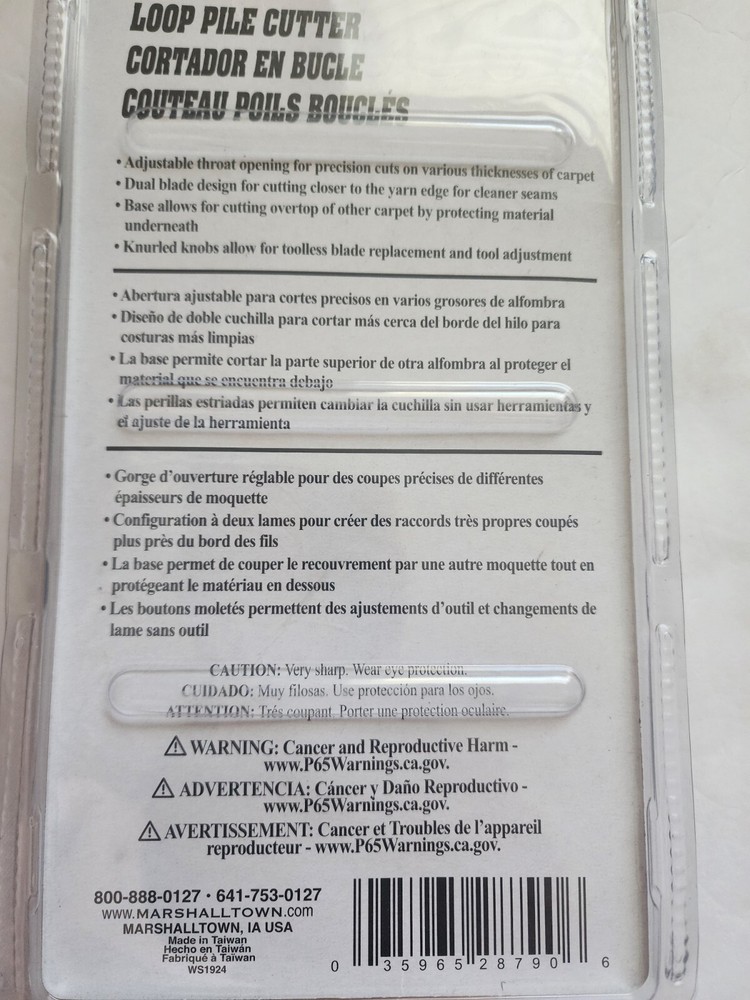 LOOP PILE CUTTER
CORTADOR EN BUCLE
COUTEAU POILS BOUCLÉS
• Adjustable throat opening for precision cuts on various thicknesses of carpet
• Dual blade design for cutting closer to the yarn edge for cleaner seams
• Base allows for cutting overtop of other carpet by protecting material
underneath
• Knurled knobs allow for toolless blade replacement and tool adjustment
• Abertura ajustable para cortes precisos en varios grosores de alfombra
• Diseño de doble cuchilla para cortar más cerca del borde del hilo para
costuras más limpias
• La base permite cortar la parte superior de otra alfombra al proteger el
material que se encuentra debajo
• Las perillas estriadas permiten cambiar la cuchilla sin usar herramientas y
el ajuste de la herramienta
• Gorge d'ouverture réglable pour des coupes précises de différentes
épaisseurs de moquette
• Configuration à deux lames pour créer des raccords très propres coupés
plus près du bord des fils
• La base permet de couper le recouvrement par une autre moquette tout en
protégeant le matériau en dessous
• Les boutons moletés permettent des ajustements d'outil et changements de
lame sans outil
CAUTION: Very sharp. Wear eye protection.
CUIDADO: Muy filosas. Use protección para los ojos.
ATTENTION: Trés coupant. Porter une protection oculaire.
⚠ WARNING: Cancer and Reproductive Harm -
www.P65Warnings.ca.gov.
⚠ ADVERTENCIA: Cáncer y Daño Reproductivo -
www.P65Warnings.ca.gov.
⚠ AVERTISSEMENT: Cancer et Troubles de l'appareil
reproducteur - www.P65Warnings.ca.gov.
800-888-0127 • 641-753-0127
www.MARSHALLTOWN.com
MARSHALLTOWN, IA USA
Made in Taiwan
Hecho en Taiwán
Fabriqué à Taïwan
WS1924
0 35965 28790 6